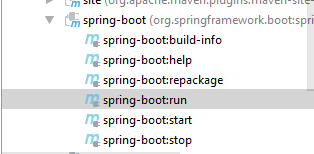 site (org.apache.maven.plugins:maven-site-
spring-boot (org.springframework.boot:spri
spring-boot:build-info
spring-boot:help
spring-boot:repackage
spring-boot:run
spring-boot:start
spring-boot:stop